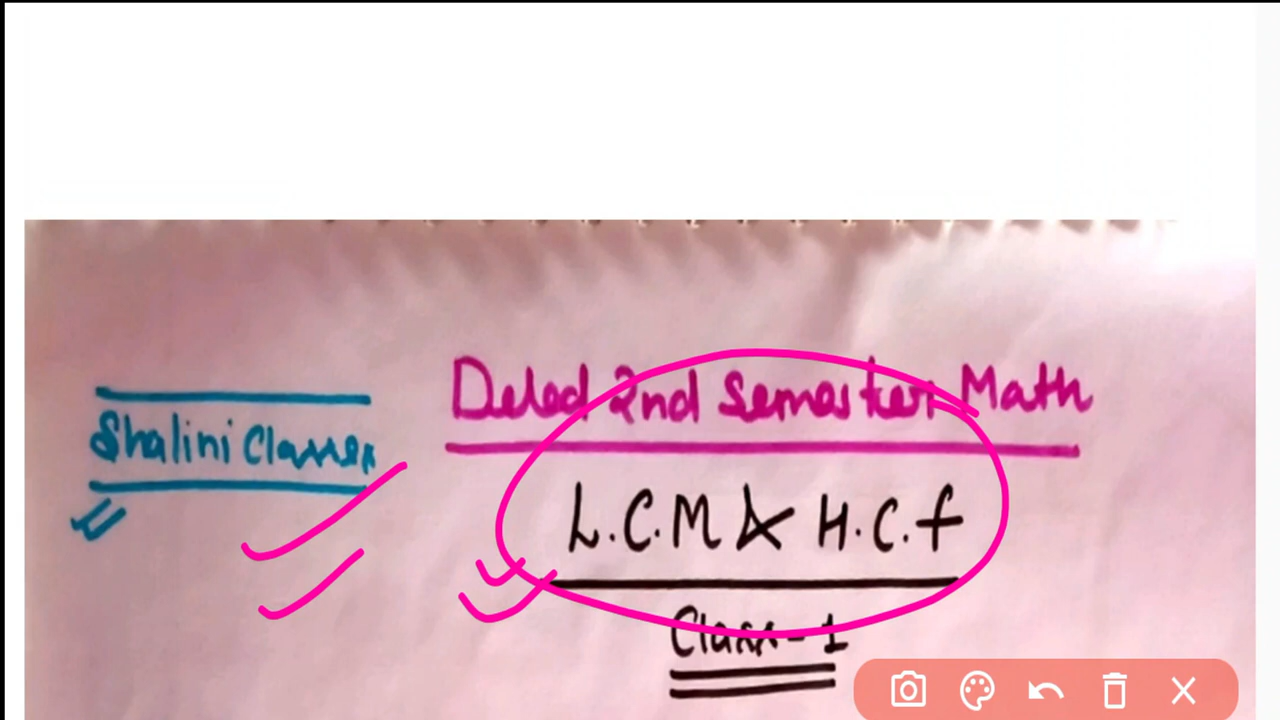 Deled 2nd Semester Math
Shalini Classes
L.C.M & H.C.f
Class-1